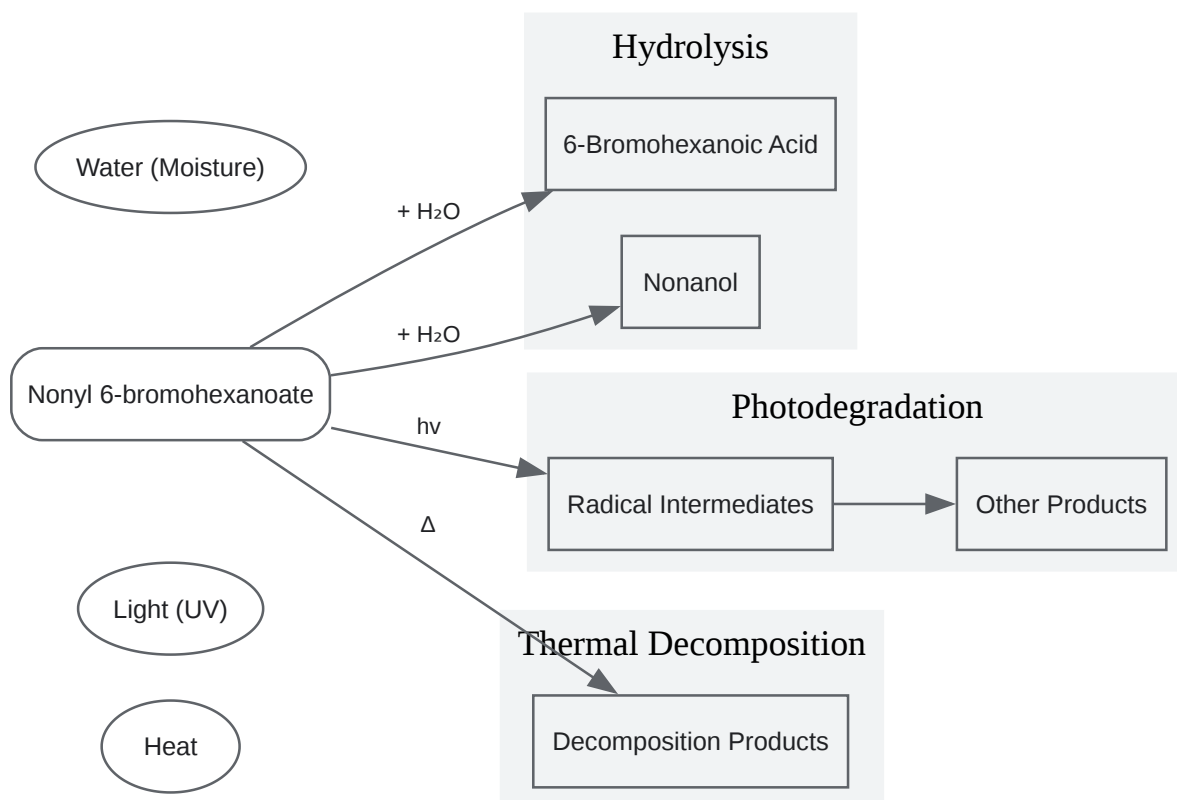 Hydrolysis
6-Bromohexanoic Acid
Water (Moisture)
+ H₂O
Nonanol
+ H₂O
Nonyl 6-bromohexanoate
Photodegradation
hv
Radical Intermediates
Other Products
Δ
Light (UV)
Thermal Decomposition
Heat
Decomposition Products